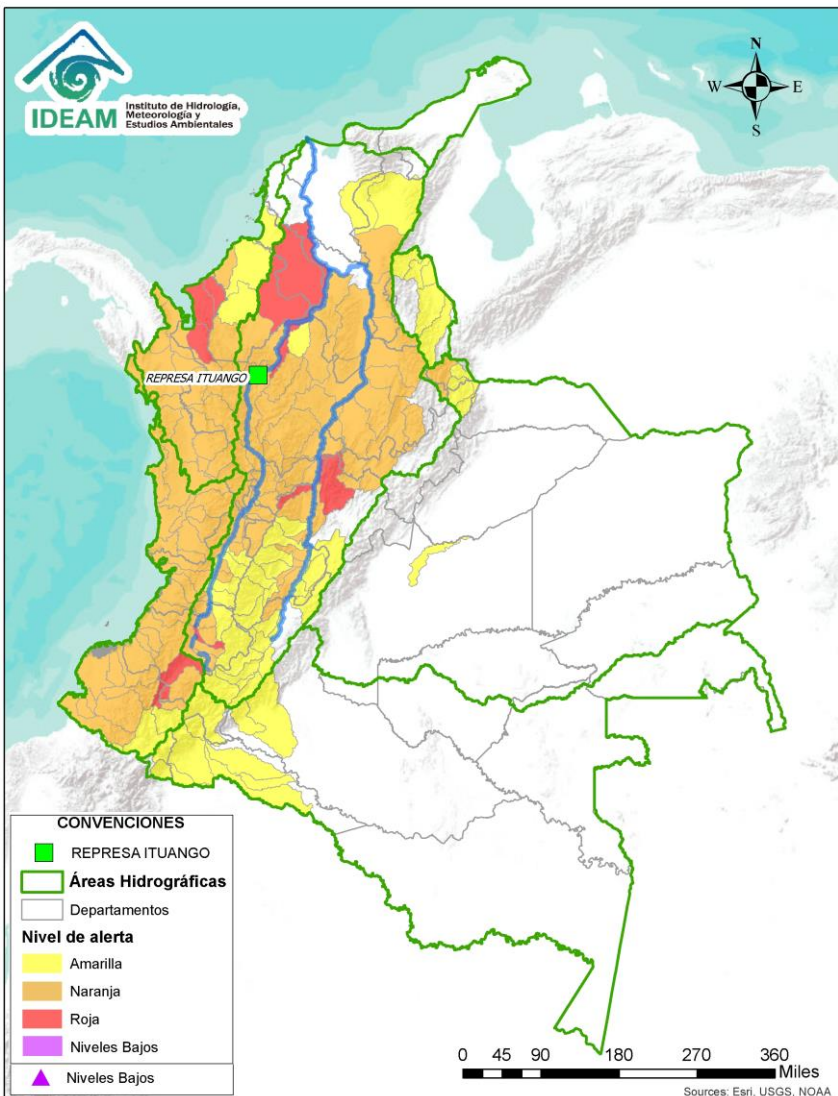 IDEAM
Instituto de Hidrología,
Meteorología y
Estudios Ambientales
N
W
E
S
REPRESA ITUANGO
CONVENCIONES
REPRESA ITUANGO
Áreas Hidrográficas
Departamentos
Nivel de alerta
Amarilla
Naranja
Roja
Niveles Bajos
Niveles Bajos
0 45 90 180 270 360
Miles
Sources: Esri, USGS, NOAA